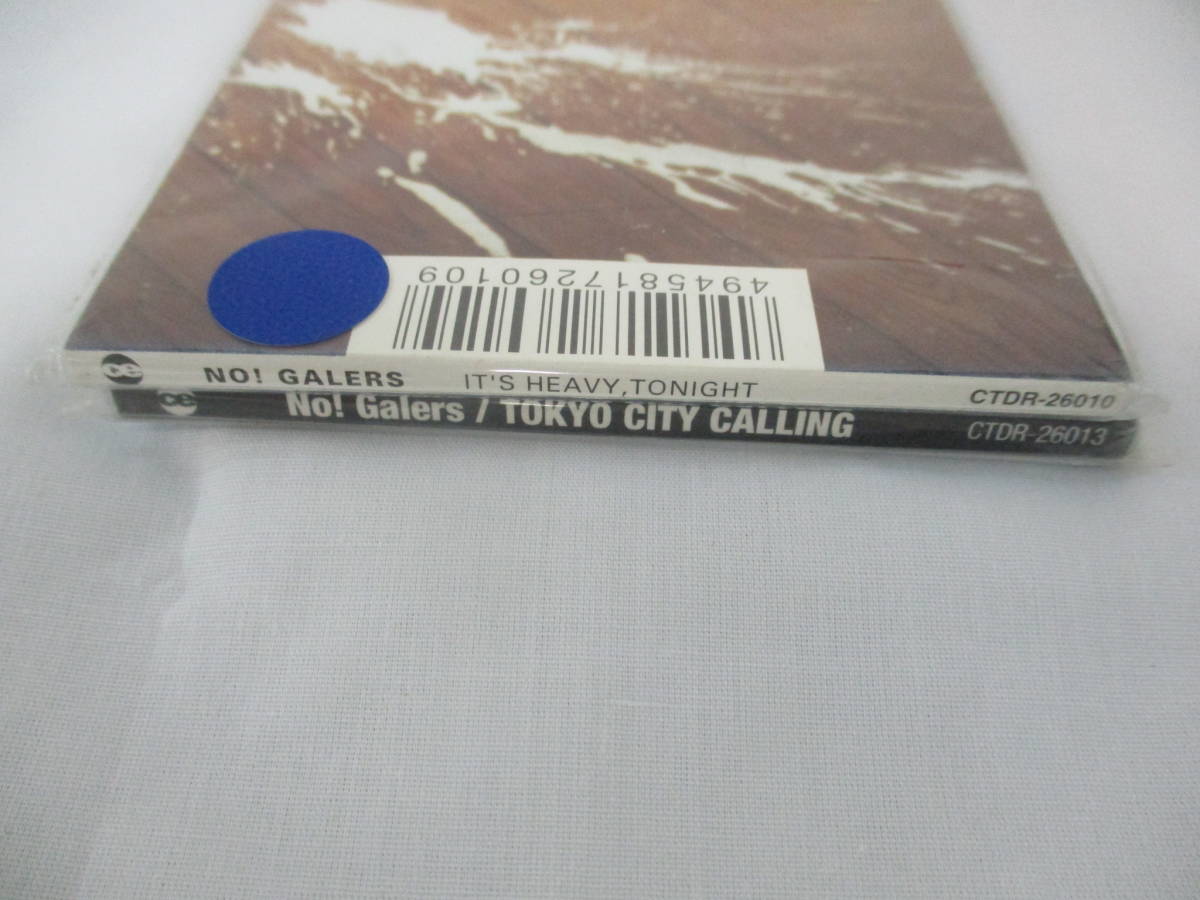 4945817260109
ce NO! GALERS IT'S HEAVY,TONIGHT CTDR-26010
ce No! Galers / TOKYO CITY CALLING CTDR-26013